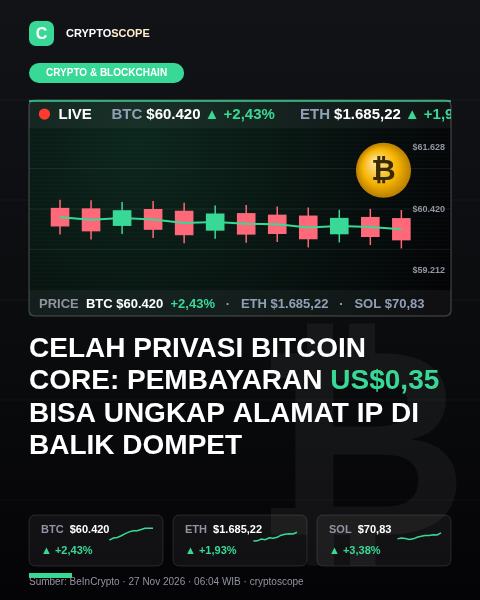 C CRYPTOSCOPE
CRYPTO & BLOCKCHAIN
LIVE BTC $60.420 ▲ +2,43% ETH $1.685,22 ▲ +1,9
₿
$61.628
$60.420
$59.212
PRICE BTC $60.420 +2,43% · ETH $1.685,22 · SOL $70,83
CELAH PRIVASI BITCOIN
CORE: PEMBAYARAN US$0,35
BISA UNGKAP ALAMAT IP DI
BALIK DOMPET
BTC $60.420
▲ +2,43%
ETH $1.685,22
▲ +1,93%
SOL $70,83
▲ +3,38%
Sumber: BeInCrypto · 27 Nov 2026 · 06:04 WIB · cryptoscope